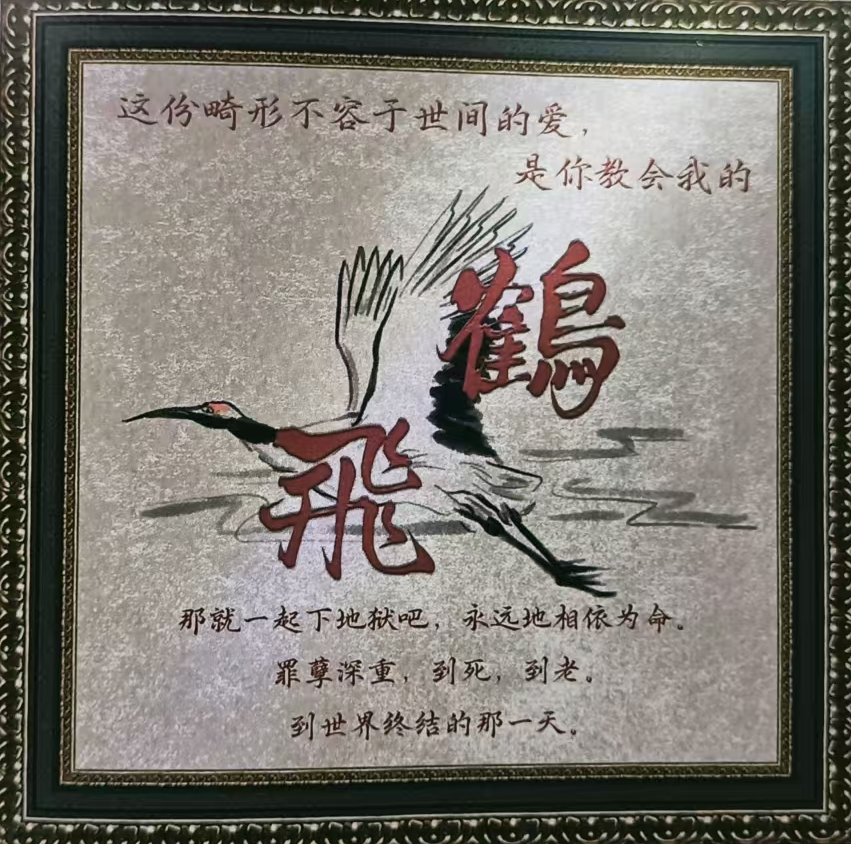 这份畸形不容于世间的爱，
是你教会我的
鶴
飛
那就一起下地狱吧，永远地相依为命。
罪孽深重，到死，到老。
到世界终结的那一天。